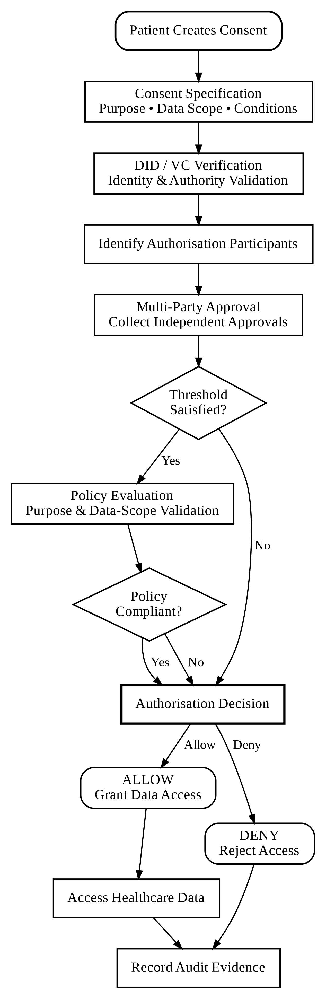 Patient Creates Consent
Consent Specification
Purpose • Data Scope • Conditions
DID / VC Verification
Identity & Authority Validation
Identify Authorisation Participants
Multi-Party Approval
Collect Independent Approvals
Threshold
Satisfied?
Yes
Policy Evaluation
Purpose & Data-Scope Validation
No
Policy
Compliant?
Yes
No
Authorisation Decision
Allow
Deny
ALLOW
Grant Data Access
DENY
Reject Access
Access Healthcare Data
Record Audit Evidence